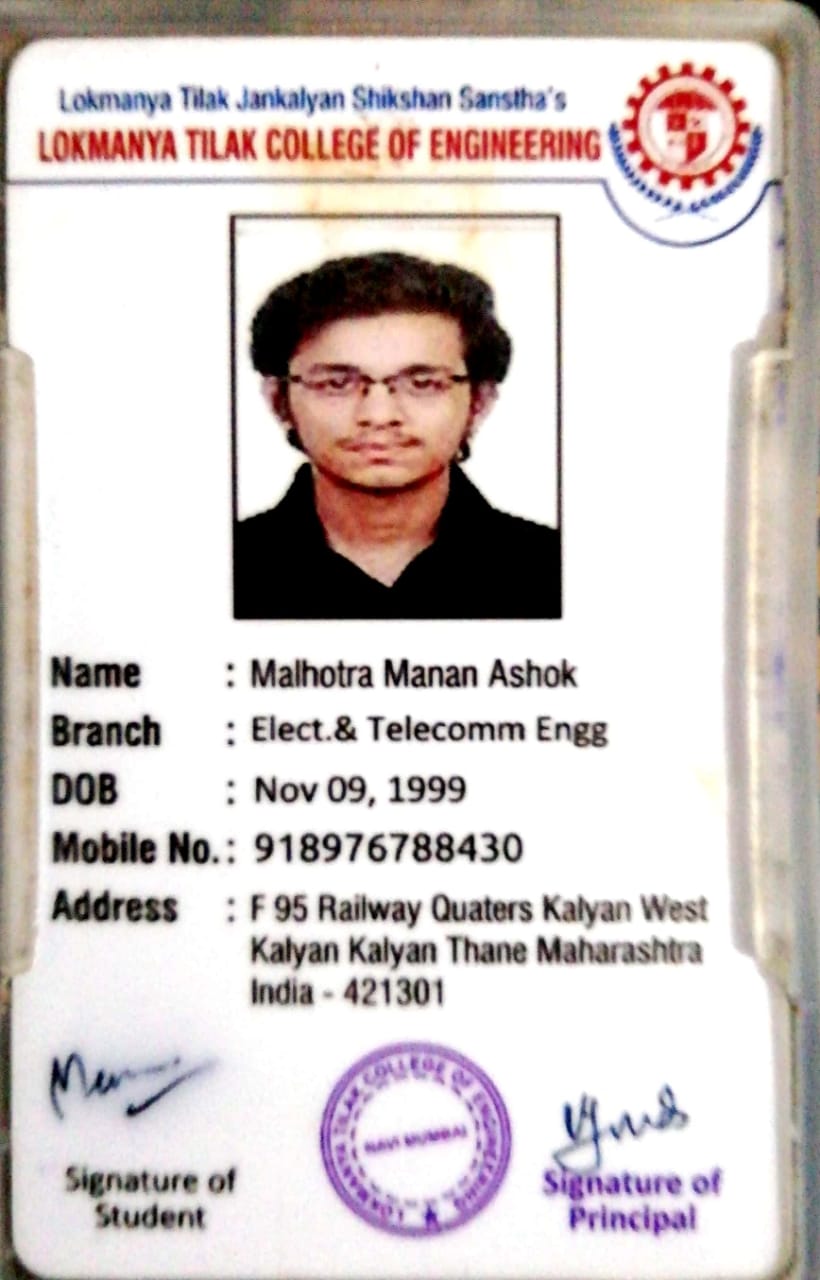 Lokmanya Tilak Jankalyan Shikshan Sanstha's
LOKMANYA TILAK COLLEGE OF ENGINEERING
Name : Malhotra Manan Ashok
Branch : Elect.& Telecomm Engg
DOB : Nov 09, 1999
Mobile No.: 918976788430
Address : F 95 Railway Quaters Kalyan West
Kalyan Kalyan Thane Maharashtra
India - 421301
LOKMANYA TILAK COLLEGE OF ENGINEERING
NAVI MUMBAI
Signature of
Student
Signature of
Principal